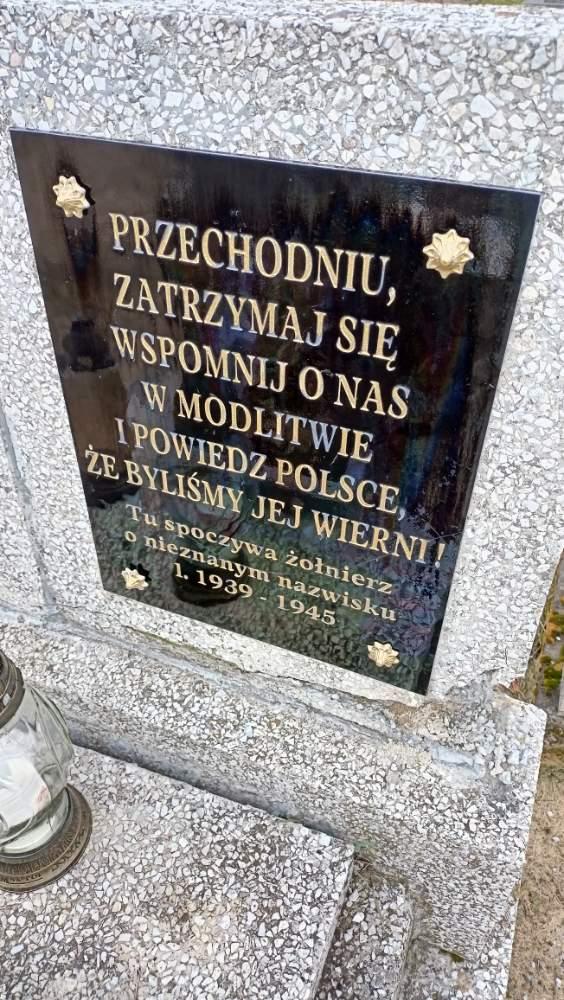 PRZECHODNIU,
ZATRZYMAJ SIĘ
WSPOMNIJ O NAS
W MODLITWIE
I POWIEDZ POLSCE,
ŻE BYLIŚMY JEJ WIERNI!
Tu spoczywa żołnierz
o nieznanym nazwisku
l. 1939 - 1945